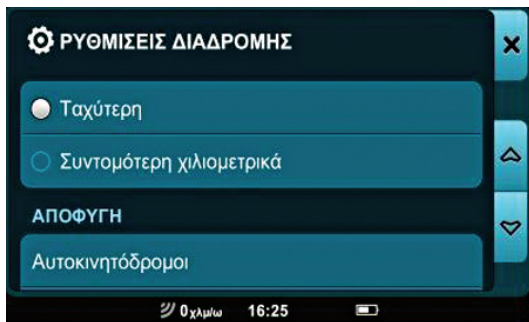 ΡΥΘΜΙΣΕΙΣ ΔΙΑΔΡΟΜΗΣ
Ταχύτερη
Συντομότερη χιλιομετρικά
ΑΠΟΦΥΓΗ
Αυτοκινητόδρομοι
0χλμ/ω 16:25